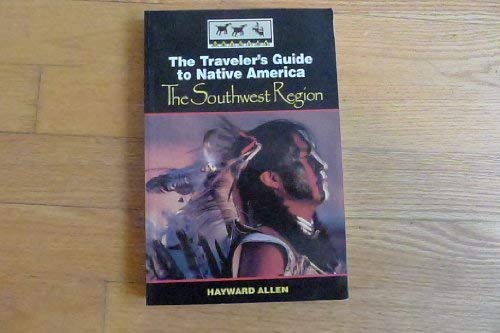 The Traveler's Guide
to Native America
The Southwest Region
HAYWARD ALLEN